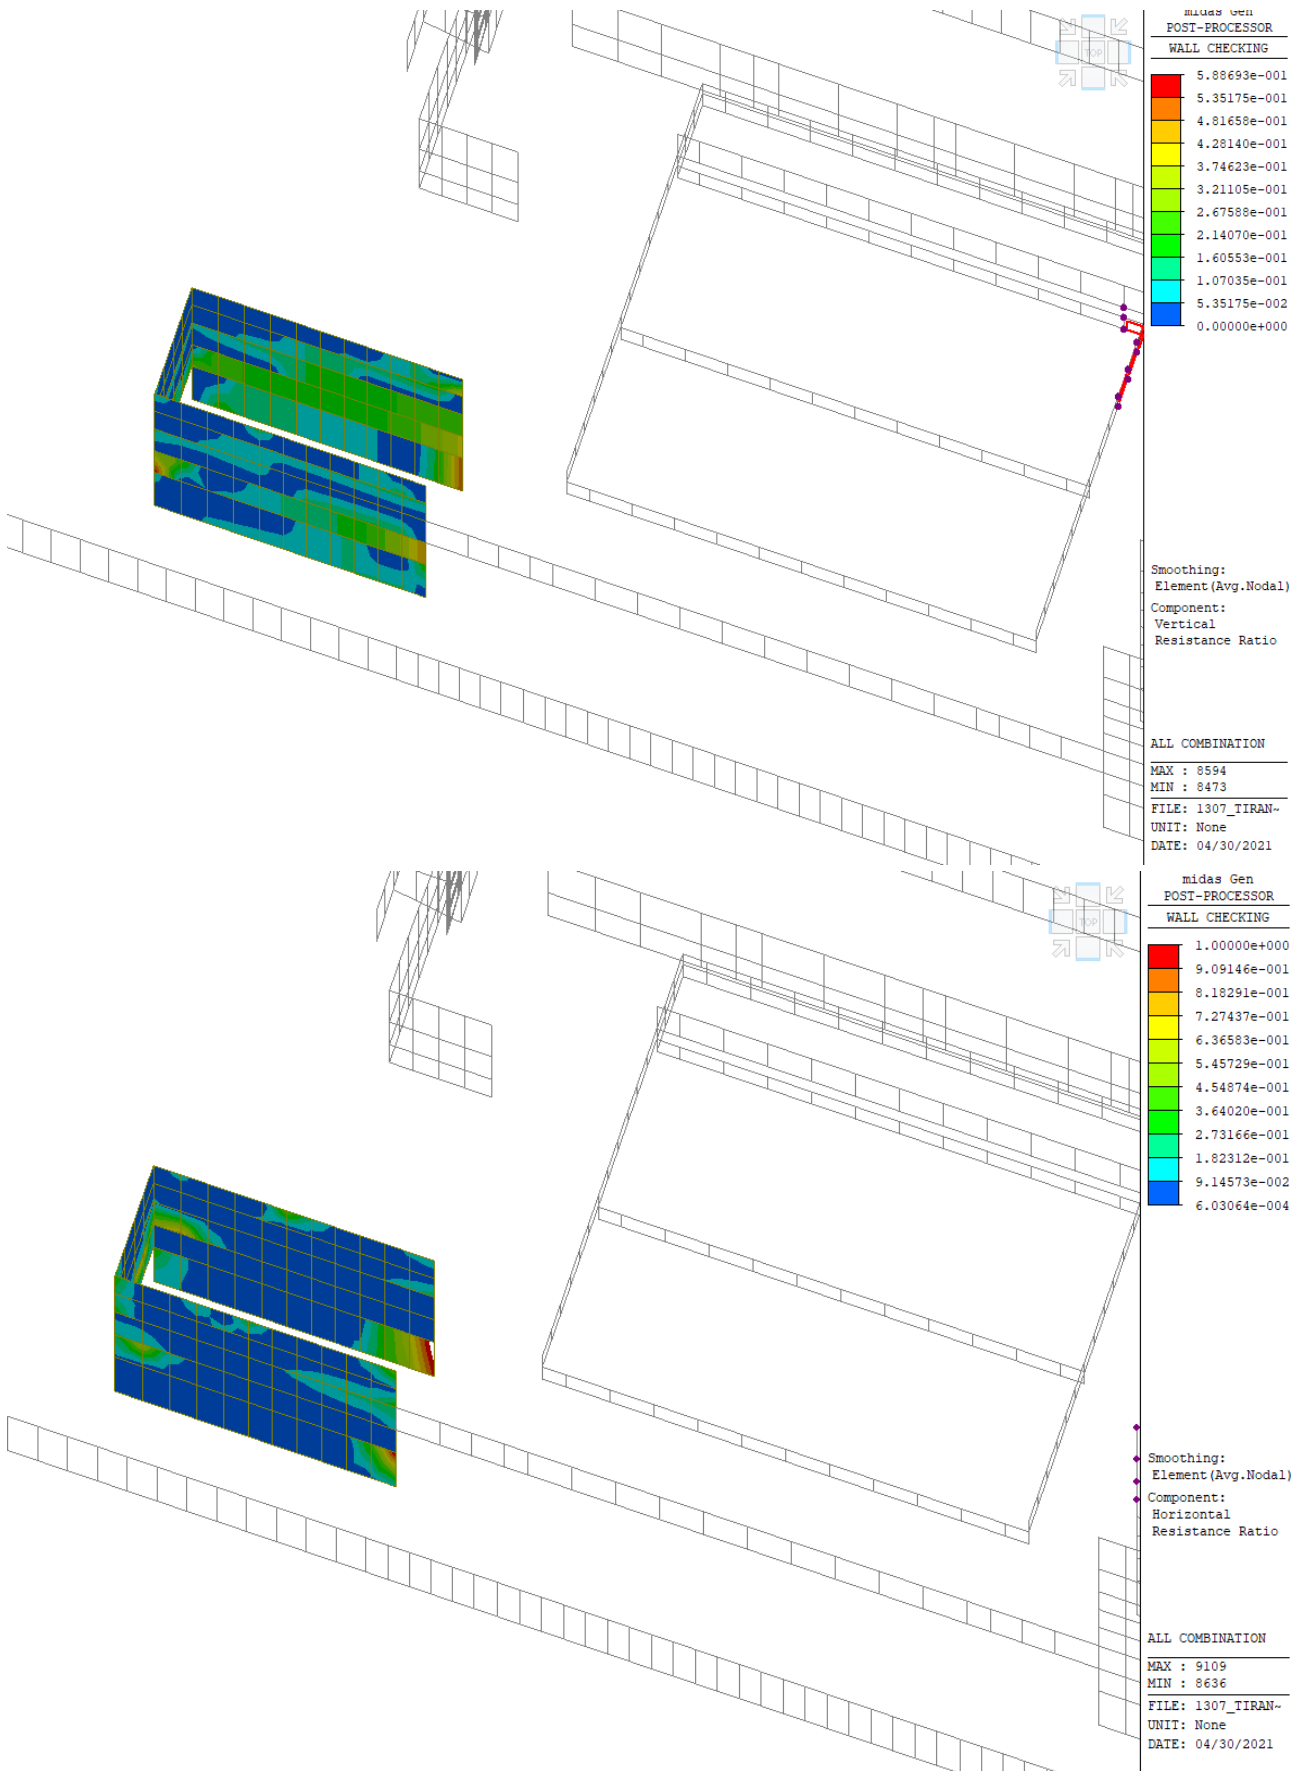 midas Gen
POST-PROCESSOR
WALL CHECKING
TOP
5.88693e-001
5.35175e-001
4.81658e-001
4.28140e-001
3.74623e-001
3.21105e-001
2.67588e-001
2.14070e-001
1.60553e-001
1.07035e-001
5.35175e-002
0.00000e+000
Smoothing:
Element(Avg.Nodal)
Component:
Vertical
Resistance Ratio
ALL COMBINATION
MAX : 8594
MIN : 8473
FILE: 1307_TIRAN~
UNIT: None
DATE: 04/30/2021
midas Gen
POST-PROCESSOR
WALL CHECKING
TOP
1.00000e+000
9.09146e-001
8.18291e-001
7.27437e-001
6.36583e-001
5.45729e-001
4.54874e-001
3.64020e-001
2.73166e-001
1.82312e-001
9.14573e-002
6.03064e-004
Smoothing:
Element(Avg.Nodal)
Component:
Horizontal
Resistance Ratio
ALL COMBINATION
MAX : 9109
MIN : 8636
FILE: 1307_TIRAN~
UNIT: None
DATE: 04/30/2021